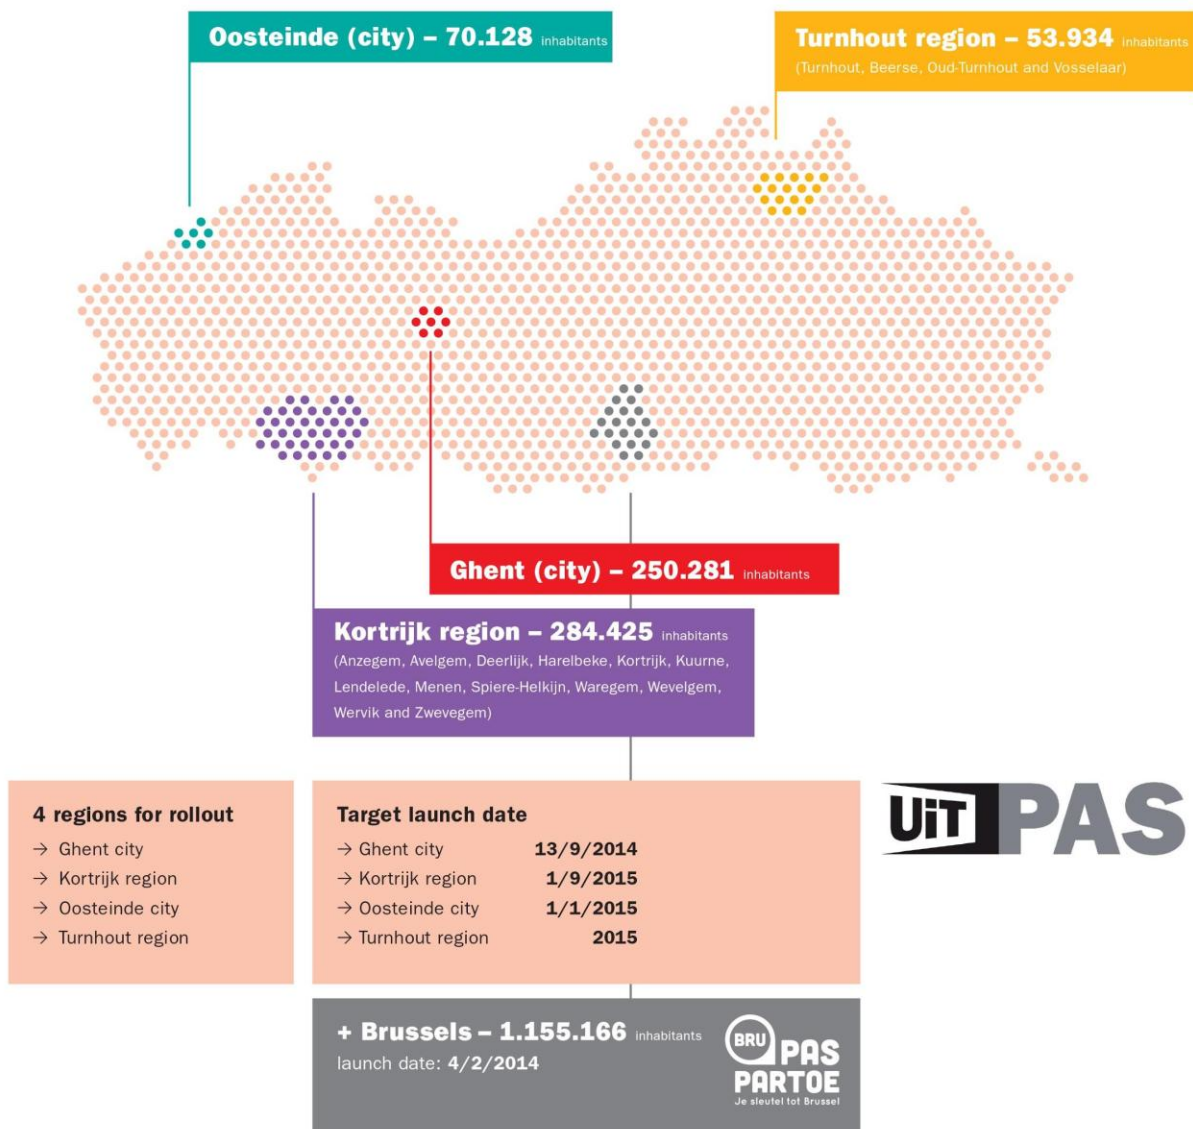 Oosteinde (city) – 70.128 inhabitants
Turnhout region – 53.934 inhabitants
(Turnhout, Beerse, Oud-Turnhout and Vosselaar)
Ghent (city) – 250.281 inhabitants
Kortrijk region – 284.425 inhabitants
(Anzegem, Avelgem, Deerlijk, Harelbeke, Kortrijk, Kuurne,
Lendelede, Menen, Spiere-Helkijn, Waregem, Wevelgem,
Wervik and Zwevegem)
4 regions for rollout
→ Ghent city
→ Kortrijk region
→ Oosteinde city
→ Turnhout region
Target launch date
→ Ghent city 13/9/2014
→ Kortrijk region 1/9/2015
→ Oosteinde city 1/1/2015
→ Turnhout region 2015
UiT PAS
+ Brussels – 1.155.166 inhabitants
launch date: 4/2/2014
BRU PAS
PARTOE
Je sleutel tot Brussel